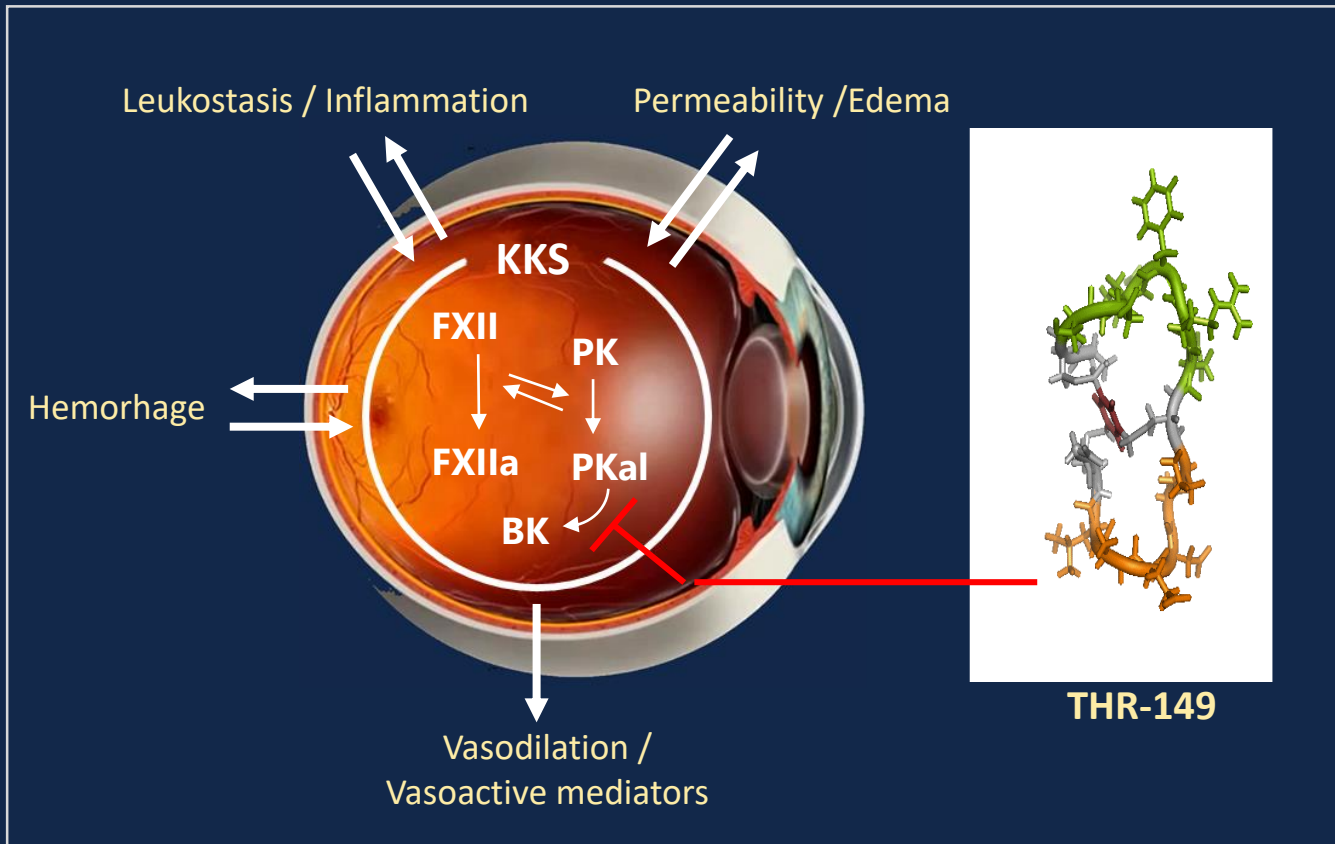 Leukostasis / Inflammation
Permeability /Edema
KKS
FXII
PK
Hemorhage
FXIIa
PKal
BK
THR-149
Vasodilation /
Vasoactive mediators